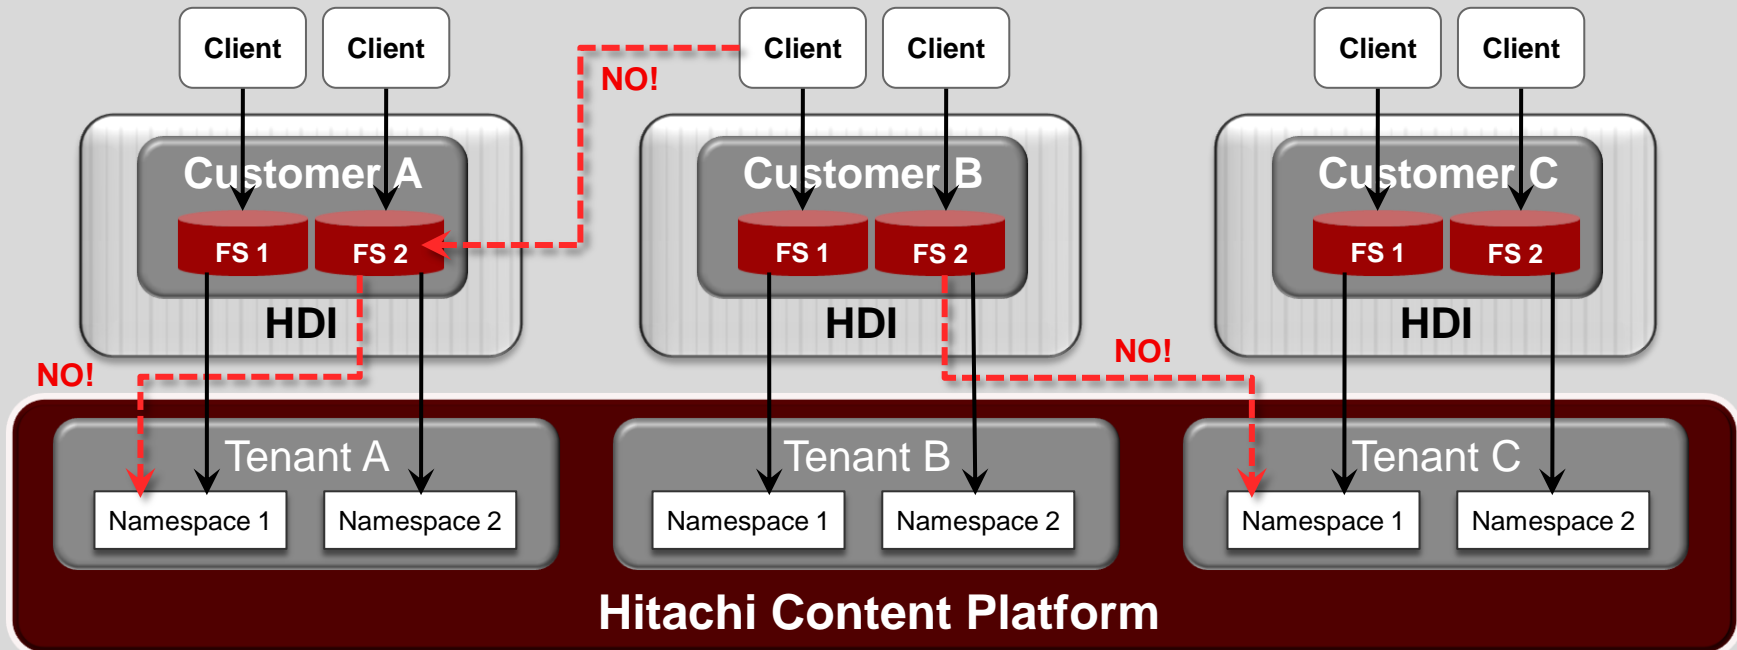 Client
Client
Client
Client
Client
Client
NO!
Customer A
Customer B
Customer C
FS 1
FS 2
FS 1
FS 2
FS 1
FS 2
HDI
HDI
HDI
NO!
NO!
Tenant A
Tenant B
Tenant C
Namespace 1
Namespace 2
Namespace 1
Namespace 2
Namespace 1
Namespace 2
Hitachi Content Platform